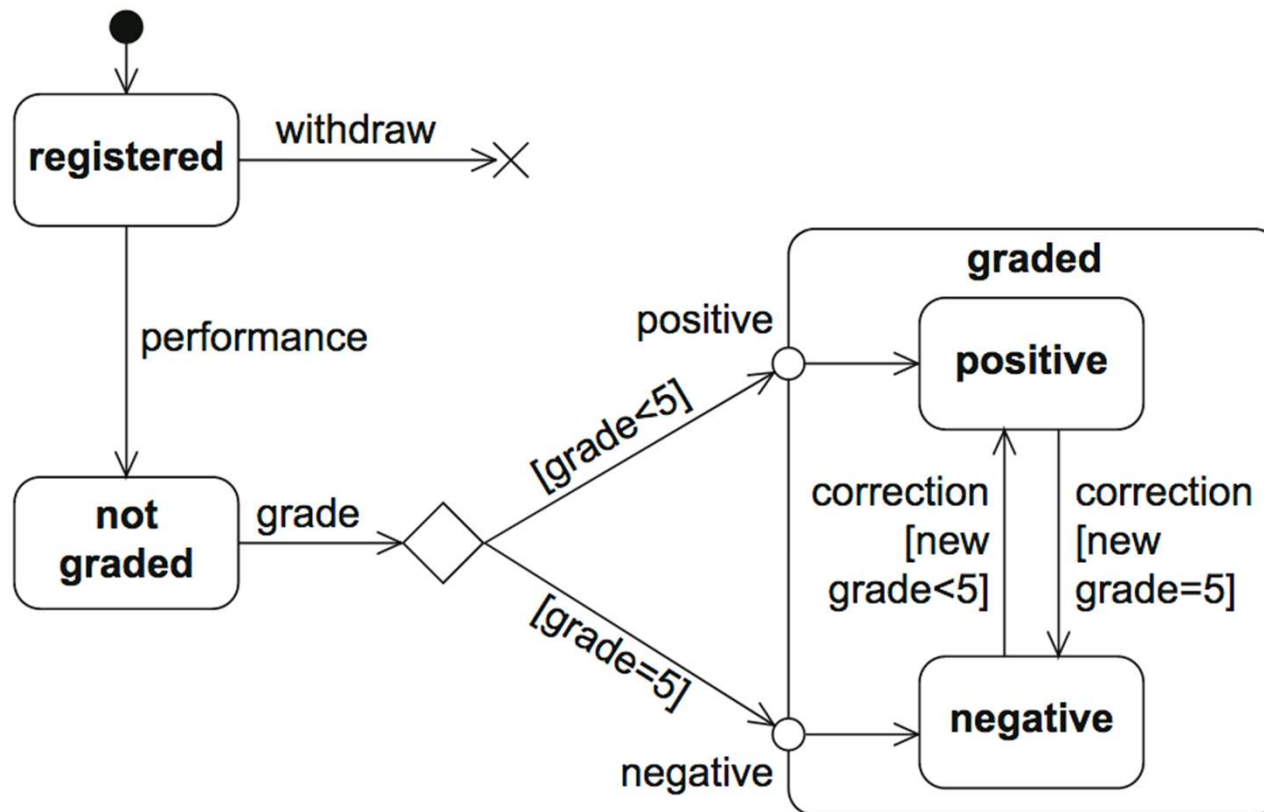 withdraw
registered
graded
positive
positive
performance
[grade<5]
not
graded
grade
correction
[new
grade<5]
correction
[new
grade=5]
[grade=5]
negative
negative